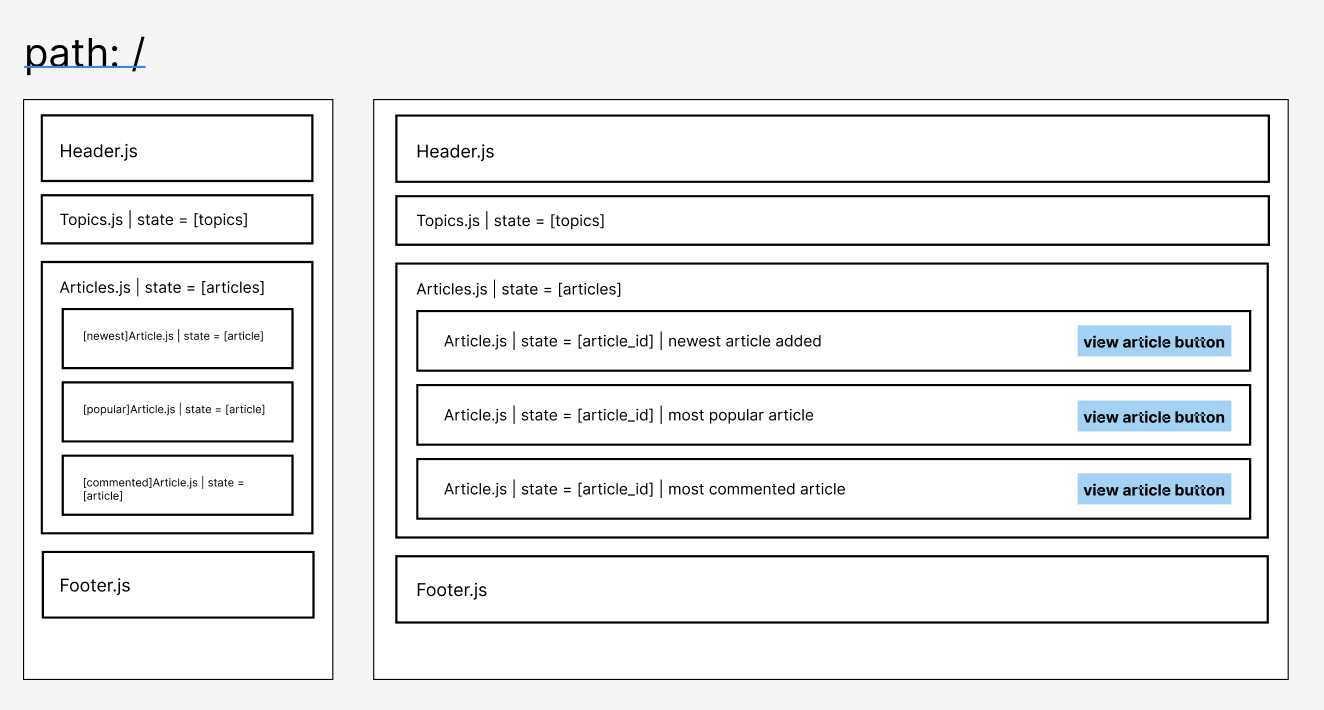 path: /
Header.js
Topics.js | state = [topics]
Articles.js | state = [articles]
[newest]Article.js | state = [article]
[popular]Article.js | state = [article]
[commented]Article.js | state =
[article]
Footer.js
Header.js
Topics.js | state = [topics]
Articles.js | state = [articles]
Article.js | state = [article_id] | newest article added
view article button
Article.js | state = [article_id] | most popular article
view article button
Article.js | state = [article_id] | most commented article
view article button
Footer.js